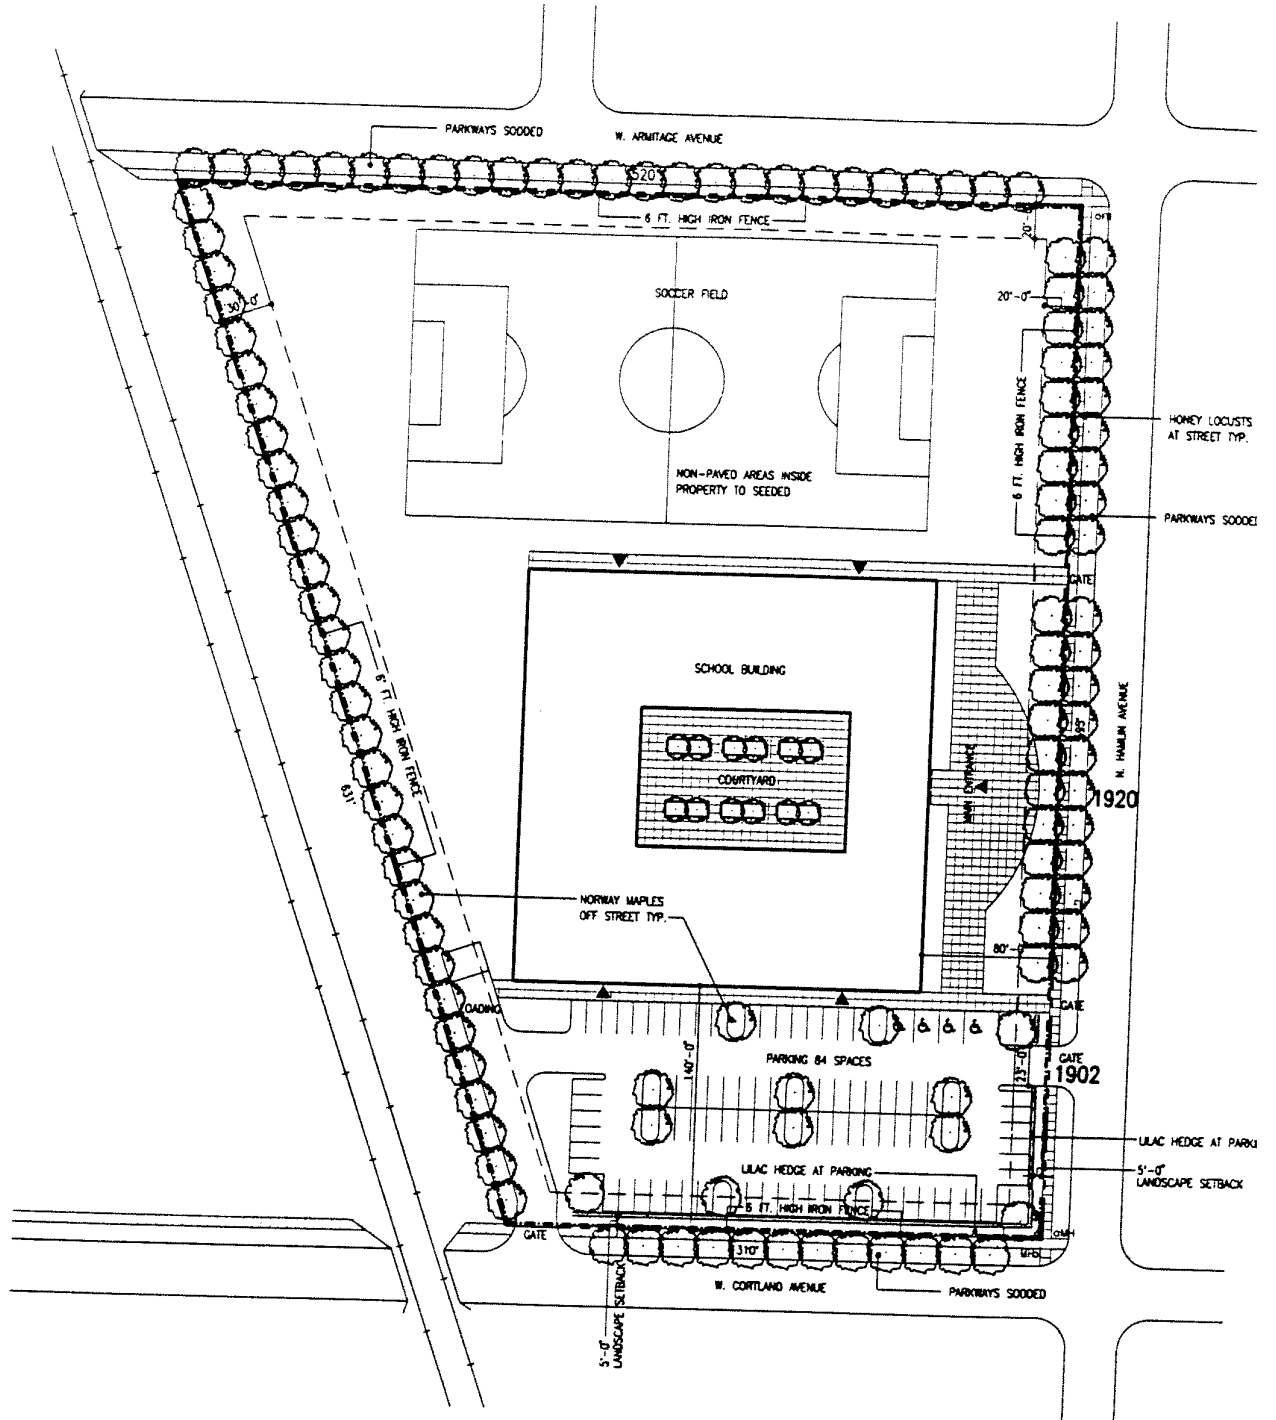 PARKWAYS SODDED
W. ARMITAGE AVENUE
520'
6 FT. HIGH IRON FENCE
20'
30'-0"
SOCCER FIELD
20'-0"
6 FT. HIGH IRON FENCE
HONEY LOCUSTS
AT STREET TYP.
NON-PAVED AREAS INSIDE
PROPERTY TO SEEDED
PARKWAYS SODDED
GATE
SCHOOL BUILDING
6' FT. HIGH IRON FENCE
631'
COURTYARD
MAIN ENTRANCE
595'
N. HAMLIN AVENUE
1920
NORWAY MAPLES
OFF STREET TYP.
80'
LOADING
GATE
140'-0"
PARKING 84 SPACES
23'-0"
GATE
1902
LILAC HEDGE AT PARKI
LILAC HEDGE AT PARKING
5'-0"
LANDSCAPE SETBACK
6 FT. HIGH IRON FENCE
GATE
310'
OMH
W. CORTLAND AVENUE
PARKWAYS SODDED
5'-0"
LANDSCAPE SETBACK